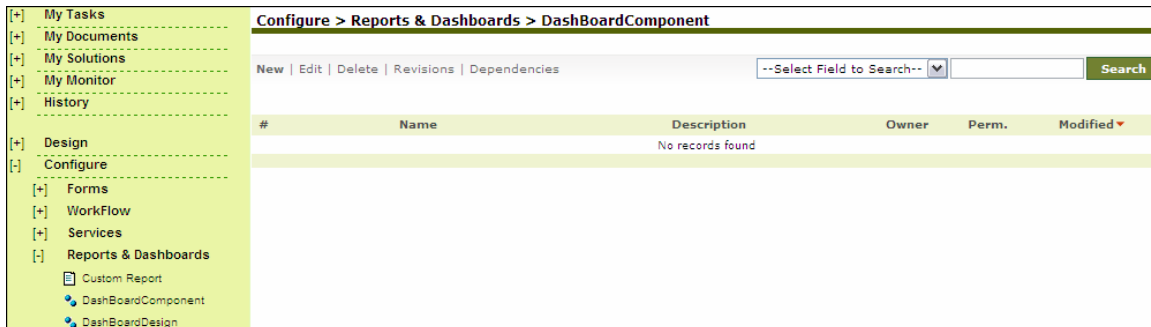 [+] My Tasks
[+] My Documents
[+] My Solutions
[+] My Monitor
[+] History
[+] Design
[-] Configure
[+] Forms
[+] WorkFlow
[+] Services
[-] Reports & Dashboards
Custom Report
DashBoardComponent
DashBoardDesign
Configure > Reports & Dashboards > DashBoardComponent
New | Edit | Delete | Revisions | Dependencies --Select Field to Search-- Search
# Name Description Owner Perm. Modified
No records found